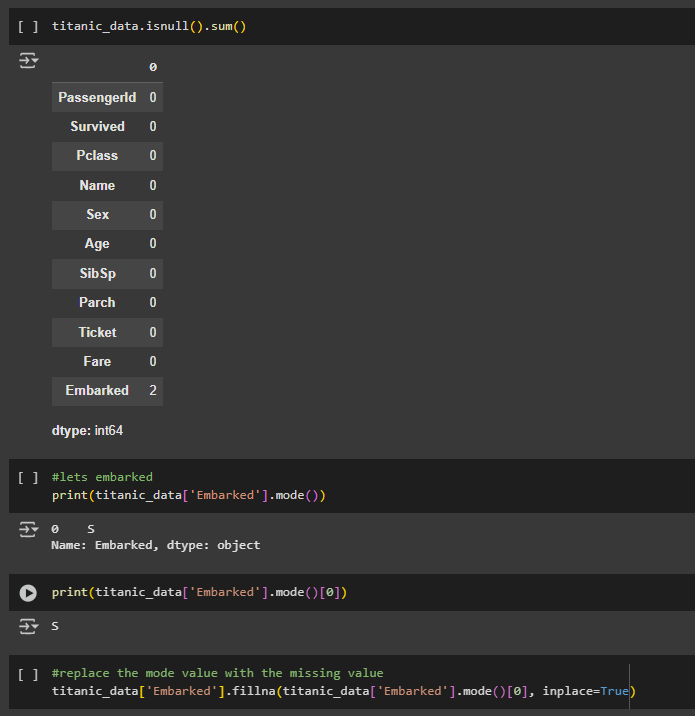 [ ] titanic_data.isnull().sum()
0
PassengerId 0
Survived 0
Pclass 0
Name 0
Sex 0
Age 0
SibSp 0
Parch 0
Ticket 0
Fare 0
Embarked 2
dtype: int64
[ ] #lets embarked
print(titanic_data['Embarked'].mode())
0    S
Name: Embarked, dtype: object
print(titanic_data['Embarked'].mode()[0])
S
[ ] #replace the mode value with the missing value
titanic_data['Embarked'].fillna(titanic_data['Embarked'].mode()[0], inplace=True)